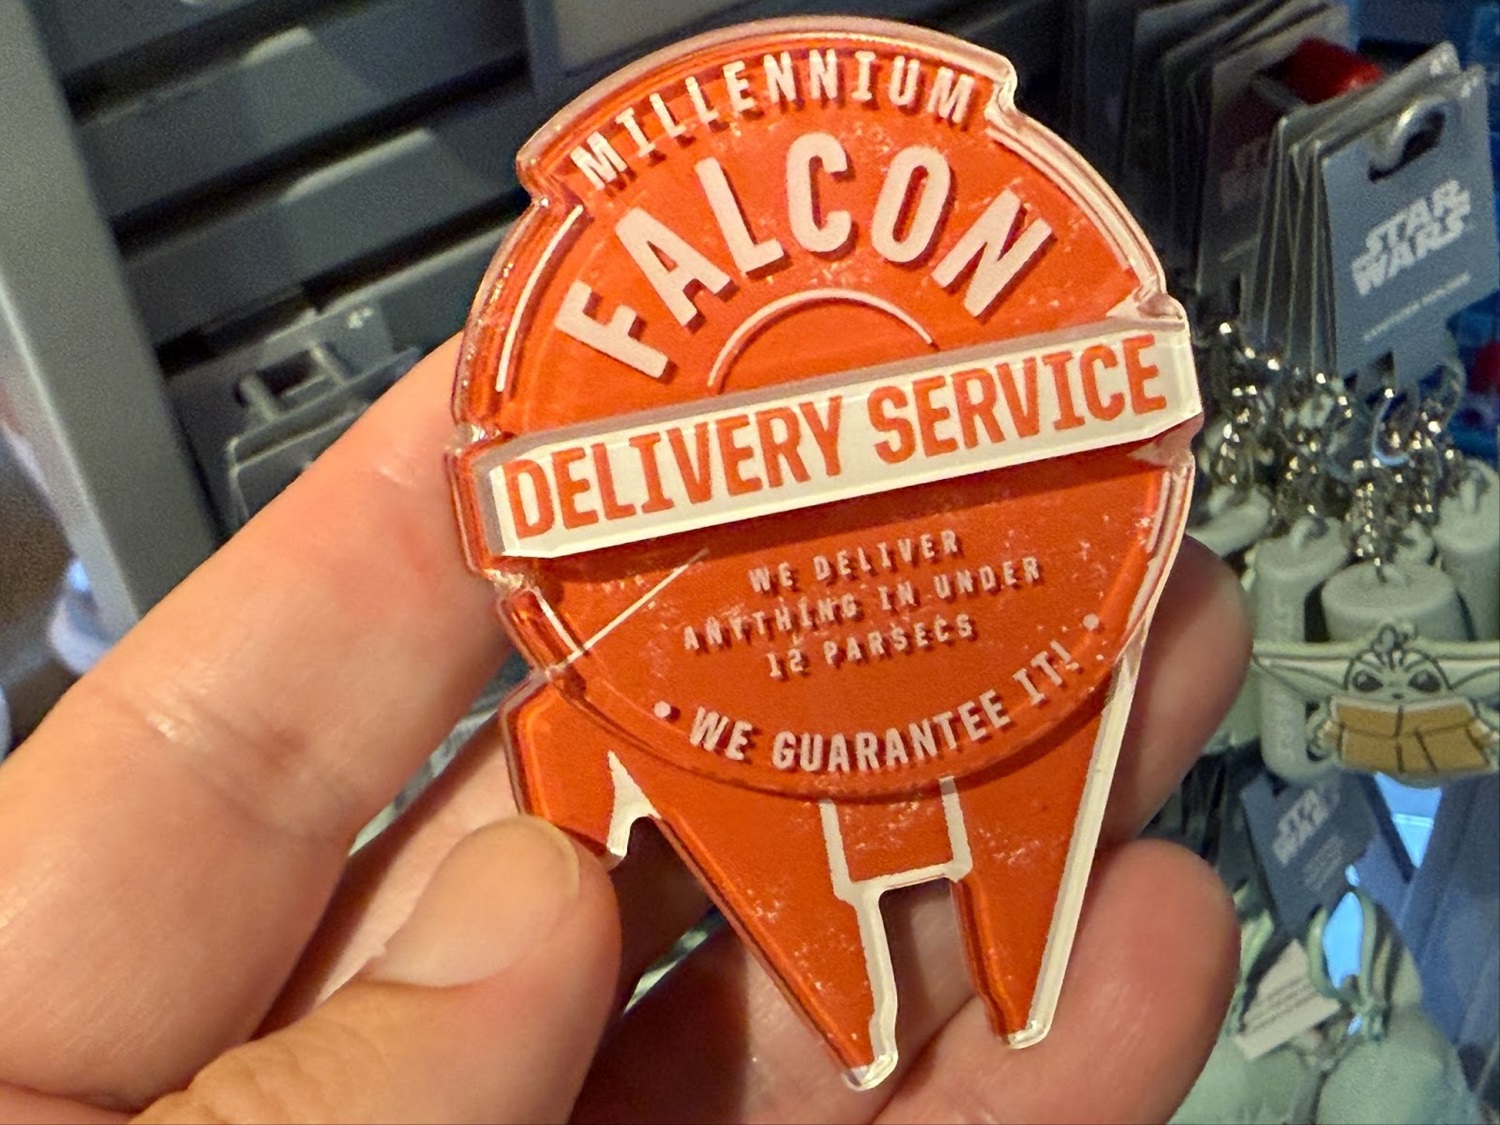 MILLENNIUM
FALCON
DELIVERY SERVICE
WE DELIVER
ANYTHING IN UNDER
12 PARSECS
• WE GUARANTEE IT! •
STAR
WARS
STAR
WARS